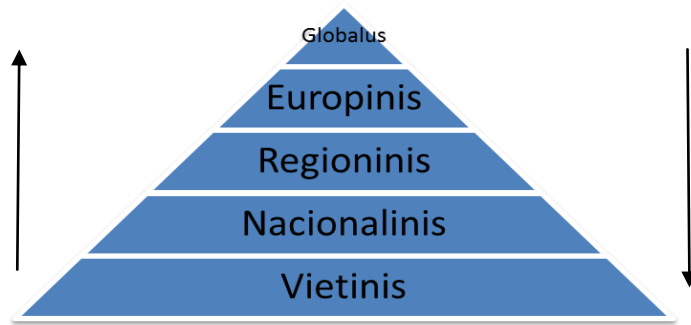 Globalus
Europinis
Regioninis
Nacionalinis
Vietinis